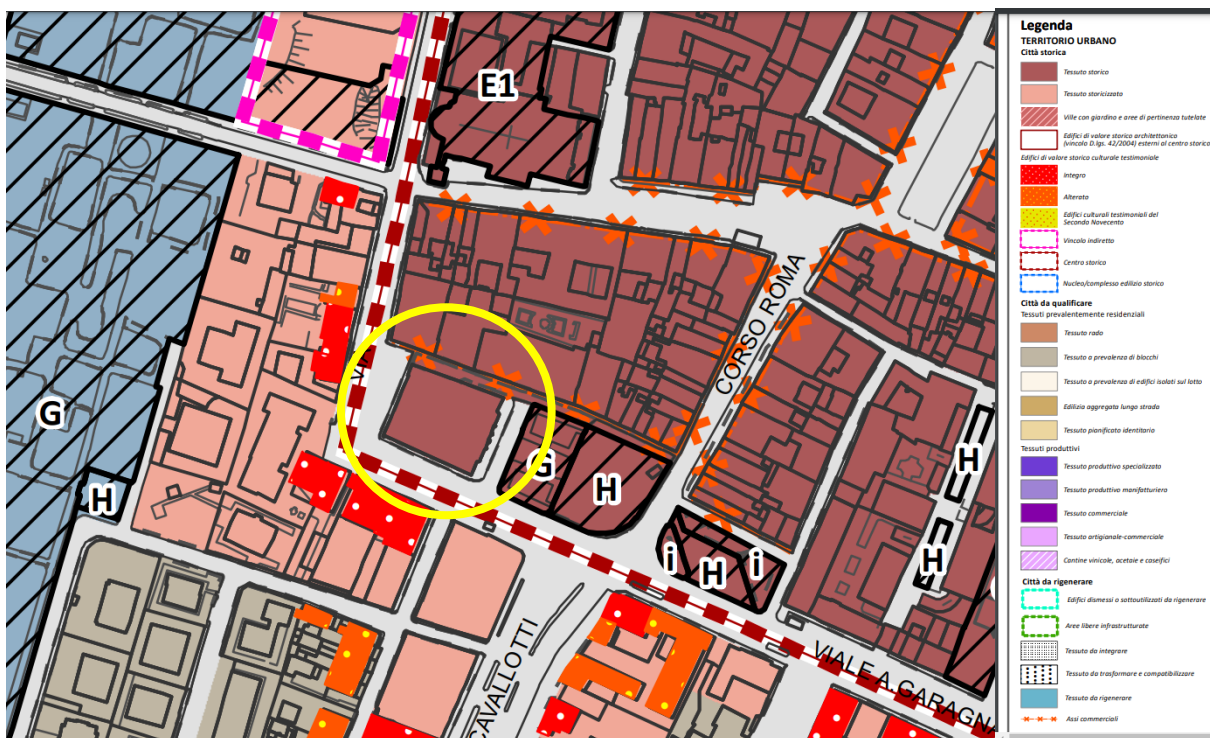 E1
CORSO ROMA
G
H
G
H
H
H
i
H
i
CAVALLOTTI
VIALE A.GARAGNA
Legenda
TERRITORIO URBANO
Città storica
Tessuto storico
Tessuto storicizzato
Ville con giardino e aree di pertinenza tutelate
Edifici di valore storico architettonico
(vincolo D.lgs. 42/2004) esterni al centro storico
Edifici di valore storico culturale testimoniale
Integro
Alterato
Edifici culturali testimoniali del
Secondo Novecento
Vincolo indiretto
Centro storico
Nucleo/complesso edilizio storico
Città da qualificare
Tessuti prevalentemente residenziali
Tessuto rado
Tessuto a prevalenza di blocchi
Tessuto a prevalenza di edifici isolati sul lotto
Edilizia aggregata lungo strada
Tessuto pianificato identitario
Tessuti produttivi
Tessuto produttivo specializzato
Tessuto produttivo manifatturiero
Tessuto commerciale
Tessuto artigianale-commerciale
Cantine vinicole, acetaie e caseifici
Città da rigenerare
Edifici dismessi o sottoutilizzati da rigenerare
Aree libere infrastrutturate
Tessuto da integrare
Tessuto da trasformare e compatibilizzare
Tessuto da rigenerare
Assi commerciali